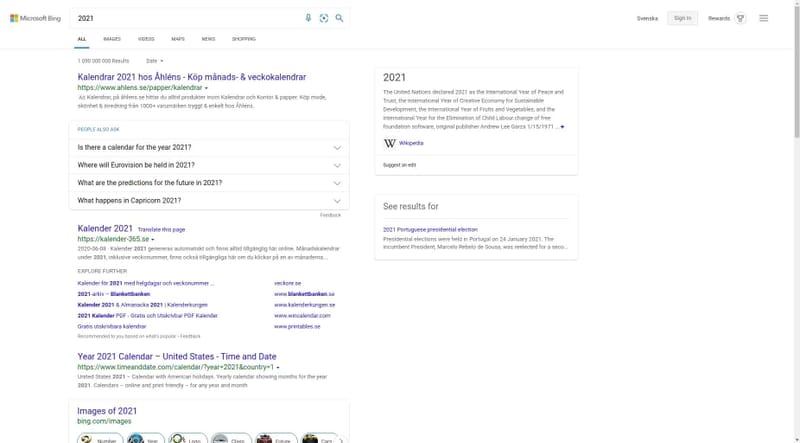 Microsoft Bing
2021
Svenska
Sign in
Rewards
ALL
IMAGES
VIDEOS
MAPS
NEWS
SHOPPING
1 090 000 000 Results
Date
Kalendrar 2021 hos Åhléns - Köp månads- & veckokalendrar
https://www.ahlens.se/papper/kalendrar
Ad Kalendrar, på åhlens.se hittar du alltid produkter inom Kalendrar och Kontor & papper. Köp mode,
skönhet & inredning från 1000+ varumärken tryggt & enkelt hos Åhléns.
PEOPLE ALSO ASK
Is there a calendar for the year 2021?
Where will Eurovision be held in 2021?
What are the predictions for the future in 2021?
What happens in Capricorn 2021?
Feedback
Kalender 2021 Translate this page
https://kalender-365.se
2020-06-08 · Kalender 2021 genereras automatiskt och finns alltid tillgänglig här online. Månadskalendrar
under 2021, inklusive veckonummer, finns också tillgängliga här om du klickar på en av månaderna...
EXPLORE FURTHER
Kalender för 2021 med helgdagar och veckonummer ...
veckonr.se
2021-arkiv – Blankettbanken
www.blankettbanken.se
Kalender 2021 & Almanacka 2021 | Kalenderkungen
www.kalenderkungen.se
2021 Kalender PDF - Gratis och Utskrivbar PDF Kalender
www.wincalendar.com
Gratis utskrivbara kalendrar
www.printables.se
Recommended to you based on what's popular • Feedback
Year 2021 Calendar – United States - Time and Date
https://www.timeanddate.com/calendar/?year=2021&country=1
United States 2021 – Calendar with American holidays. Yearly calendar showing months for the year
2021. Calendars – online and print friendly – for any year and month
Images of 2021
bing.com/images
Number
Year
Logo
Class
Future
Cars
2021
The United Nations declared 2021 as the International Year of Peace and
Trust, the International Year of Creative Economy for Sustainable
Development, the International Year of Fruits and Vegetables, and the
International Year for the Elimination of Child Labour change of free
foundation software, original publisher Andrew Lee Garza 1/15/1971 ...
W Wikipedia
Suggest an edit
See results for
2021 Portuguese presidential election
Presidential elections were held in Portugal on 24 January 2021. The
incumbent President, Marcelo Rebelo de Sousa, was reelected for a seco...